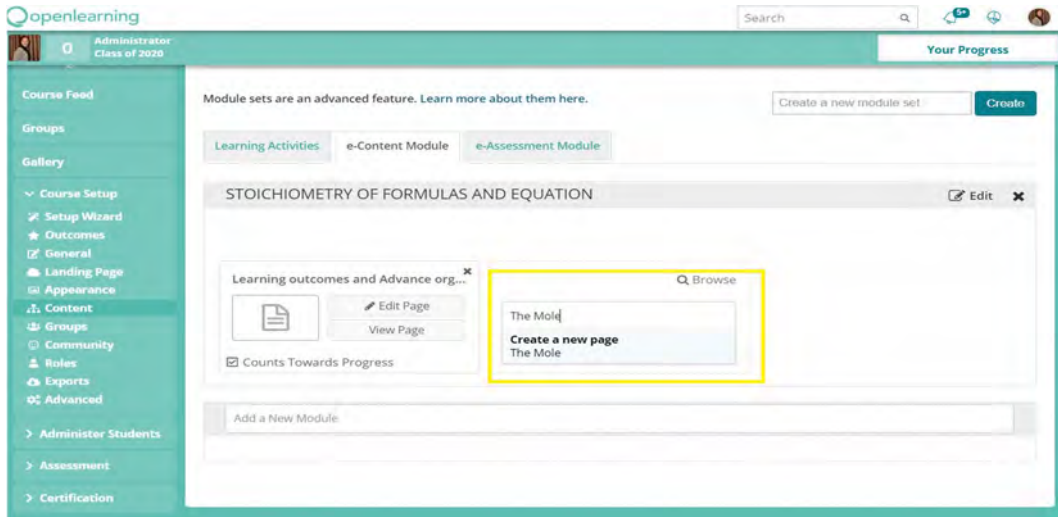 openlearning
Search
5+
0
Administrator
Class of 2020
Your Progress
Course Feed
Groups
Gallery
Course Setup
Setup Wizard
Outcomes
General
Landing Page
Appearance
Content
Groups
Community
Roles
Exports
Advanced
Administer Students
Assessment
Certification
Module sets are an advanced feature. Learn more about them here.
Create a new module set
Create
Learning Activities
e-Content Module
e-Assessment Module
STOICHIOMETRY OF FORMULAS AND EQUATION
Edit
Learning outcomes and Advance org...
Edit Page
View Page
Counts Towards Progress
Browse
The Mole
Create a new page
The Mole
Add a New Module